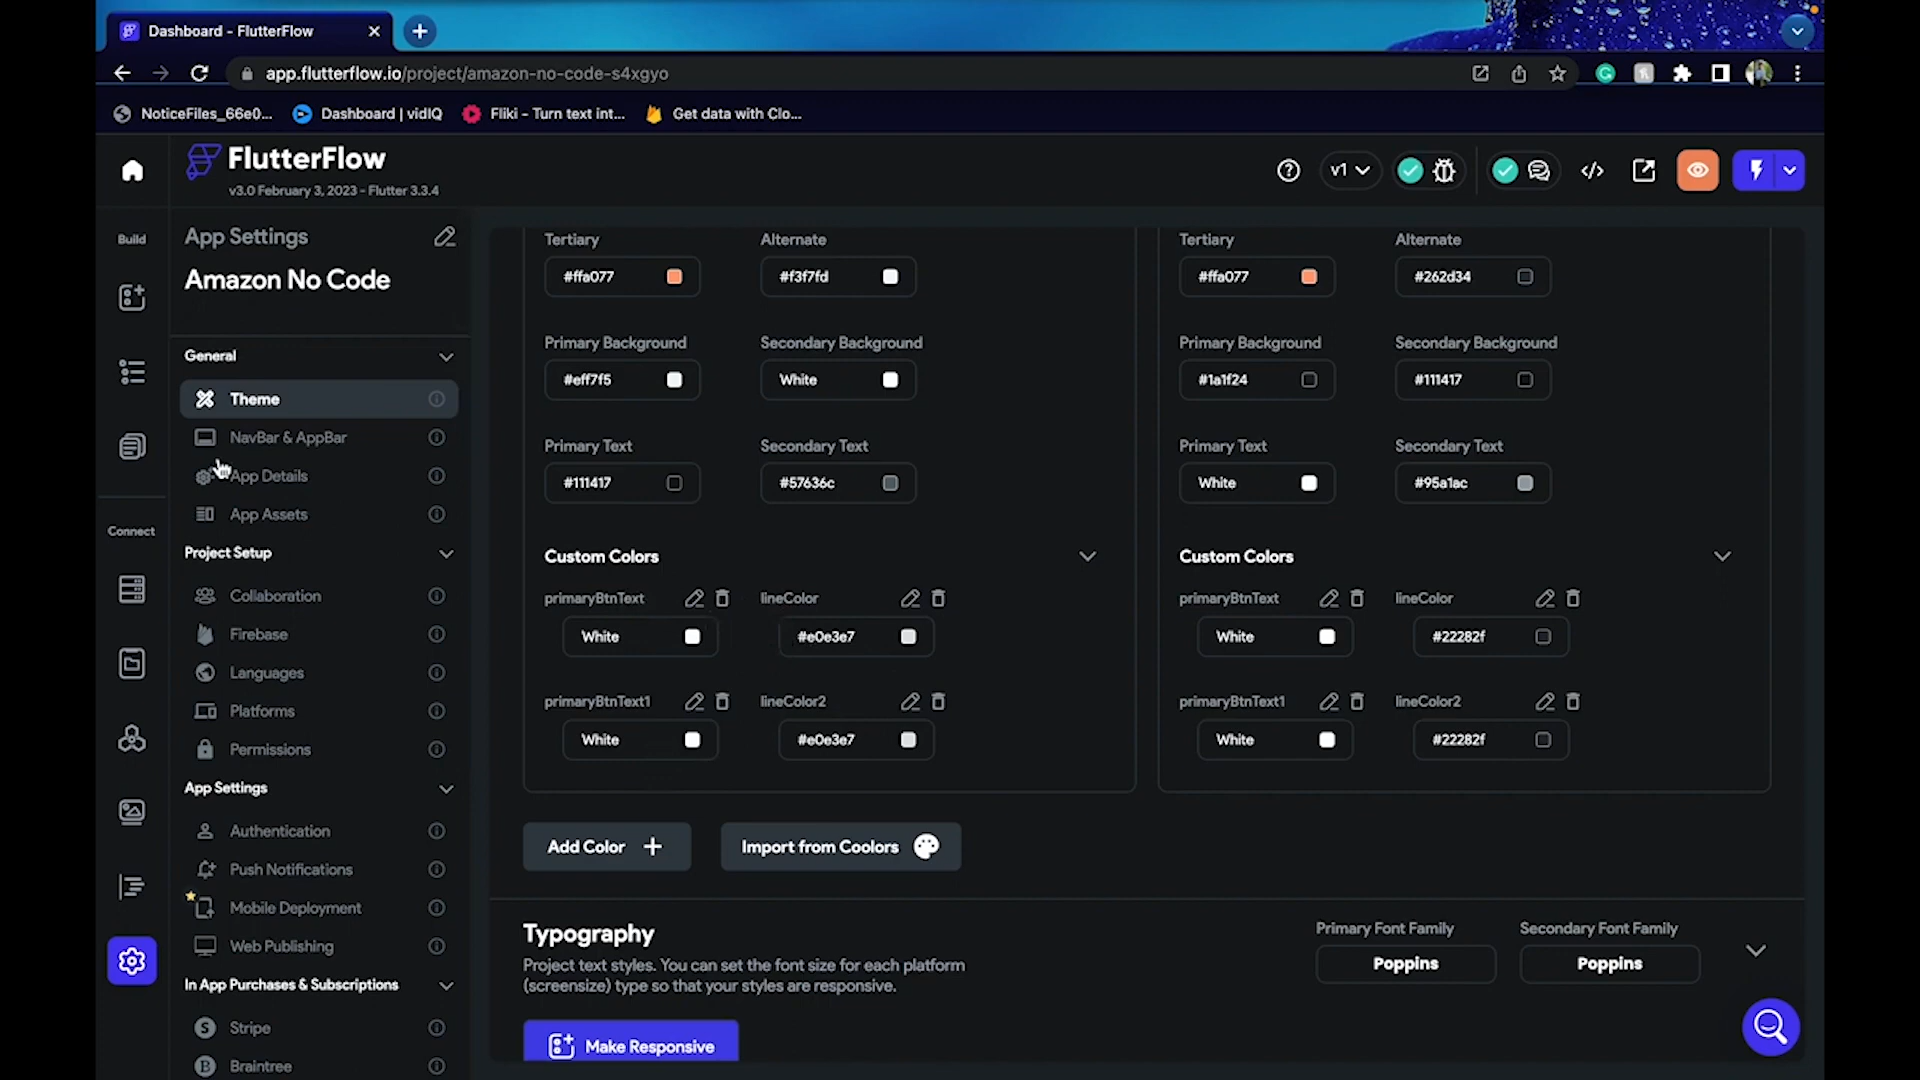 Dashboard - FlutterFlow
app.flutterflow.io/project/amazon-no-code-s4xgyo
NoticeFiles_66e0... Dashboard | vidIQ Fliki - Turn text int... Get data with Clo...
FlutterFlow
v3.0 February 3, 2023 - Flutter 3.3.4
v1
Build
Connect
App Settings
Amazon No Code
General
Theme
NavBar & AppBar
App Details
App Assets
Project Setup
Collaboration
Firebase
Languages
Platforms
Permissions
App Settings
Authentication
Push Notifications
Mobile Deployment
Web Publishing
In App Purchases & Subscriptions
Stripe
Braintree
Tertiary Alternate
#ffa077 #f3f7fd
Primary Background Secondary Background
#eff7f5 White
Primary Text Secondary Text
#111417 #57636c
Custom Colors
primaryBtnText lineColor
White #e0e3e7
primaryBtnText1 lineColor2
White #e0e3e7
Tertiary Alternate
#ffa077 #262d34
Primary Background Secondary Background
#1a1f24 #111417
Primary Text Secondary Text
White #95a1ac
Custom Colors
primaryBtnText lineColor
White #22282f
primaryBtnText1 lineColor2
White #22282f
Add Color Import from Coolors
Typography
Project text styles. You can set the font size for each platform
(screensize) type so that your styles are responsive.
Primary Font Family Secondary Font Family
Poppins Poppins
Make Responsive